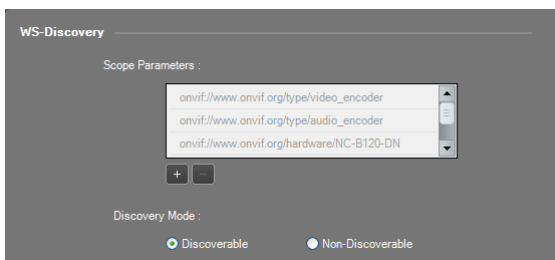 WS-Discovery
Scope Parameters :
onvif://www.onvif.org/type/video_encoder
onvif://www.onvif.org/type/audio_encoder
onvif://www.onvif.org/hardware/NC-B120-DN
+ −
Discovery Mode :
Discoverable Non-Discoverable